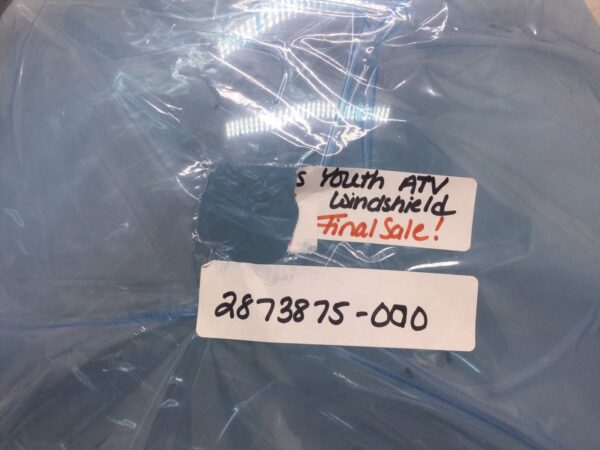 s Youth ATV
Windshield
Final Sale!
2873875-000